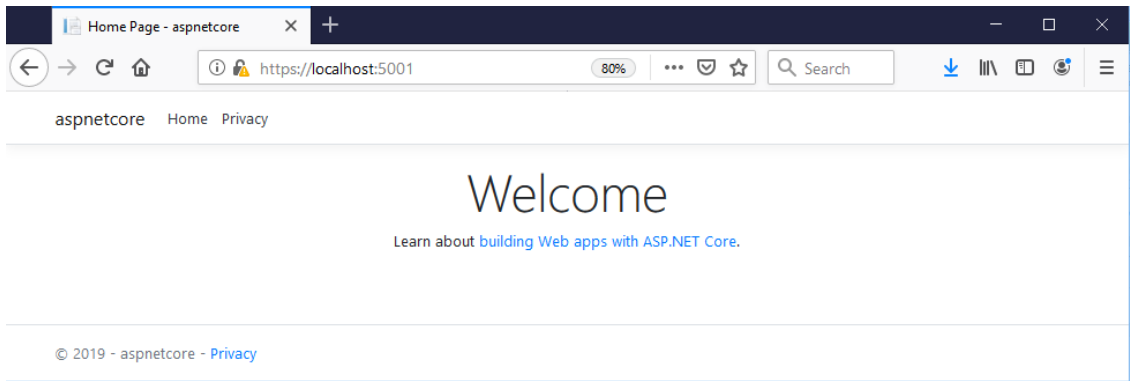 Home Page - aspnetcore
https://localhost:5001 80% Search
aspnetcore Home Privacy
Welcome
Learn about building Web apps with ASP.NET Core.
© 2019 - aspnetcore - Privacy